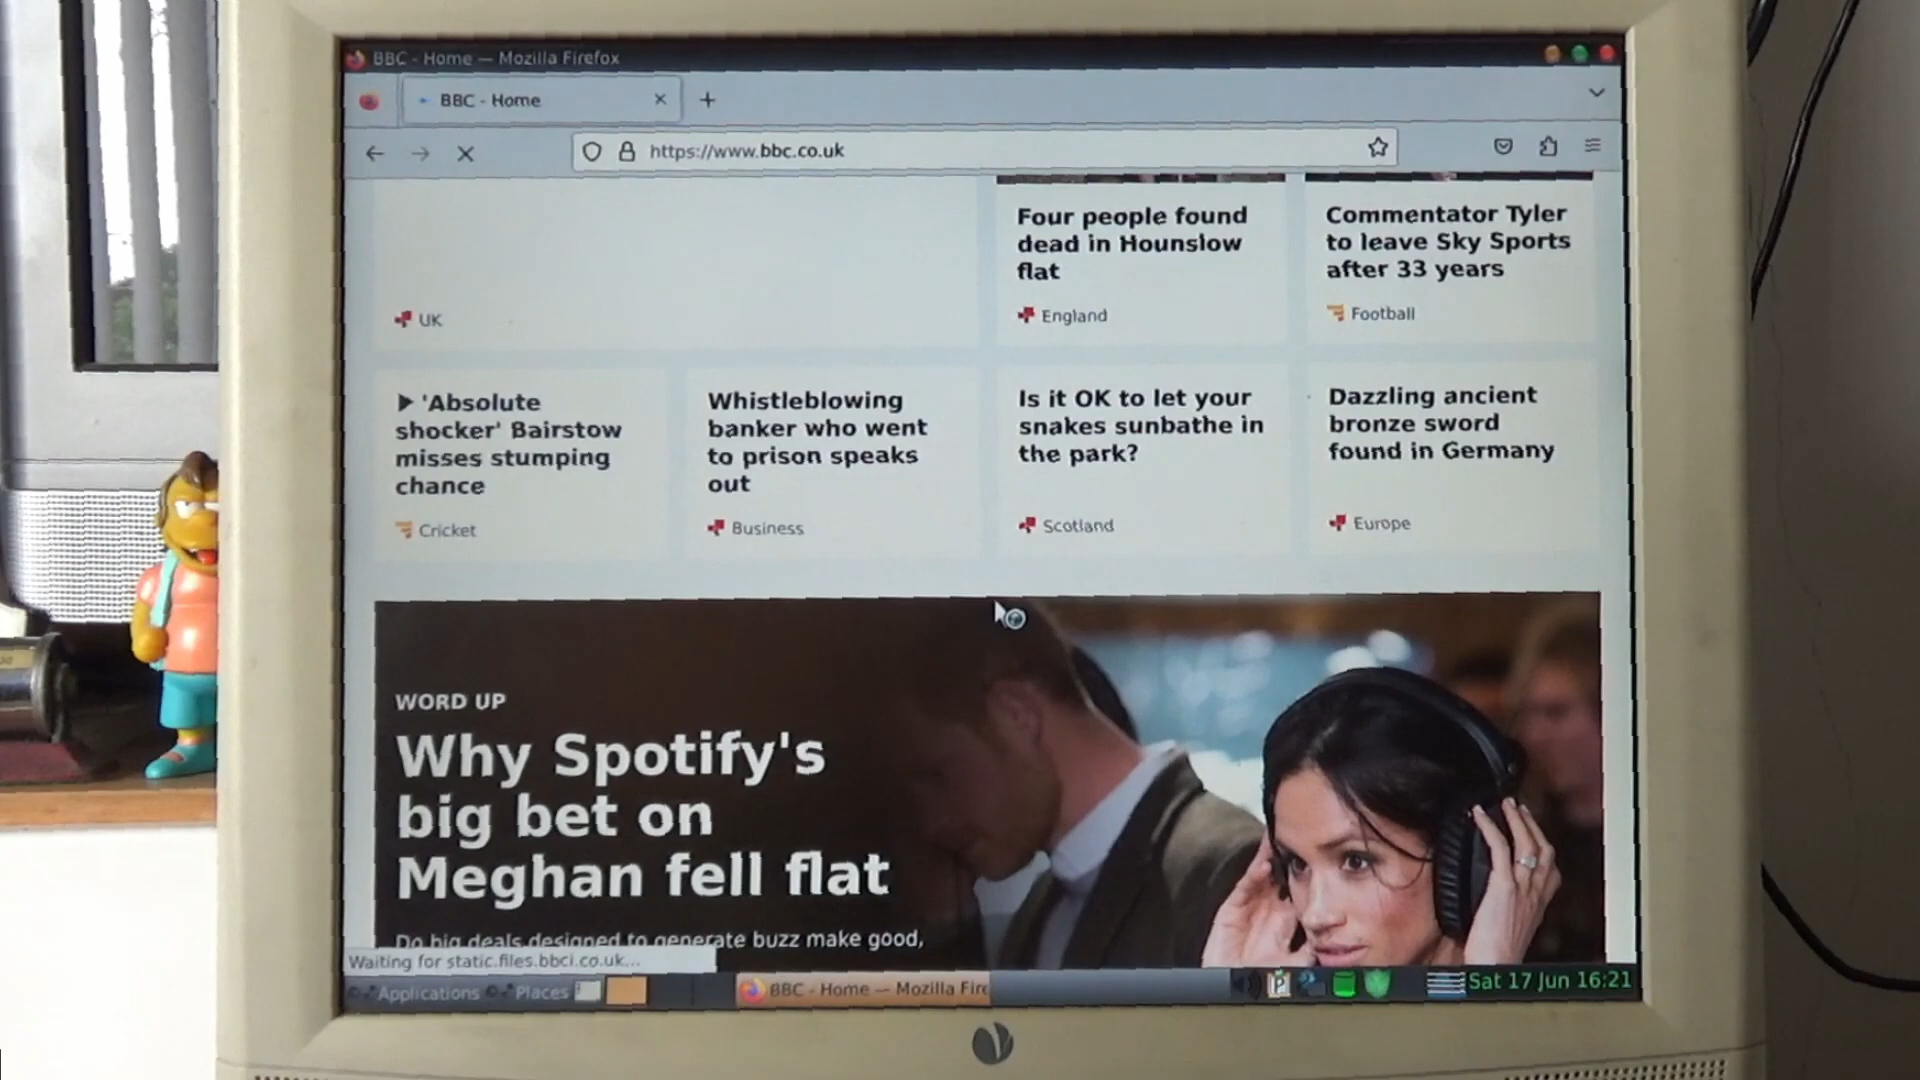 BBC - Home — Mozilla Firefox
BBC - Home
https://www.bbc.co.uk
Four people found
dead in Hounslow
flat
England
Commentator Tyler
to leave Sky Sports
after 33 years
Football
UK
'Absolute
shocker' Bairstow
misses stumping
chance
Cricket
Whistleblowing
banker who went
to prison speaks
out
Business
Is it OK to let your
snakes sunbathe in
the park?
Scotland
Dazzling ancient
bronze sword
found in Germany
Europe
WORD UP
Why Spotify's
big bet on
Meghan fell flat
Do big deals designed to generate buzz make good,
Waiting for static.files.bbci.co.uk...
Applications Places
BBC - Home — Mozilla Fire
Sat 17 Jun 16:21